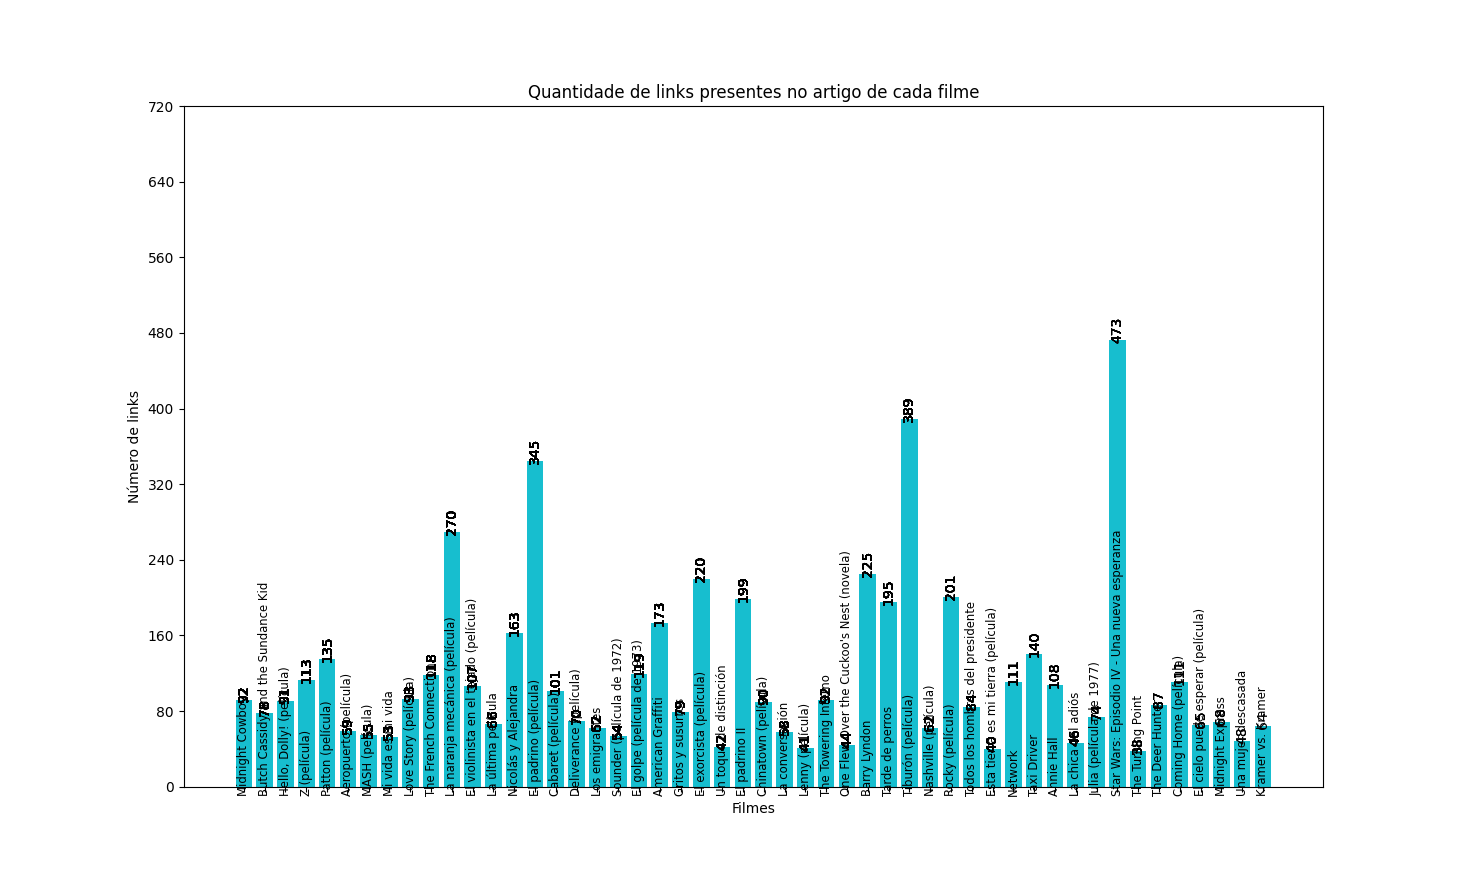 Quantidade de links presentes no artigo de cada filme
Número de links
720
640
560
480
400
320
240
160
80
0
92
78
91
113
135
59
55
53
93
118
270
107
66
163
345
101
70
62
54
119
173
79
220
42
199
90
58
41
92
44
225
195
389
62
201
84
40
111
140
108
46
74
473
38
87
111
65
68
48
64
Midnight Cowboy
Butch Cassidy and the Sundance Kid
Hello, Dolly! (película)
Z (película)
Patton (película)
Aeropuerto (película)
MASH (película)
Mi vida es mi vida
Love Story (película)
The French Connection
La naranja mecánica (película)
El violinista en el tejado (película)
La última película
Nicolás y Alejandra
El padrino (película)
Cabaret (película)
Deliverance (película)
Los emigrantes
Sounder (película de 1972)
El golpe (película de 1973)
American Graffiti
Gritos y susurros
El exorcista (película)
Un toque de distinción
El padrino II
Chinatown (película)
La conversación
Lenny (película)
The Towering Inferno
One Flew Over the Cuckoo's Nest (novela)
Barry Lyndon
Tarde de perros
Tiburón (película)
Nashville (película)
Rocky (película)
Todos los hombres del presidente
Esta tierra es mi tierra (película)
Network
Taxi Driver
Annie Hall
La chica del adiós
Julia (película de 1977)
Star Wars: Episodio IV - Una nueva esperanza
The Turning Point
The Deer Hunter
Coming Home (película)
El cielo puede esperar (película)
Midnight Express
Una mujer descasada
Kramer vs. Kramer
Filmes